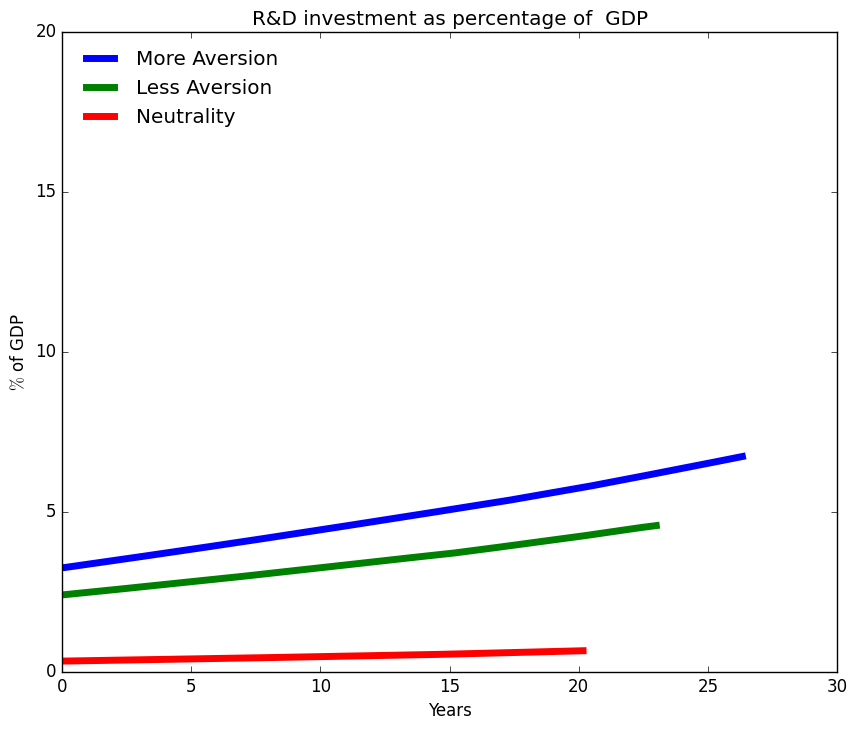 R&D investment as percentage of  GDP
20
More Aversion
Less Aversion
Neutrality
15
10
% of GDP
5
0
0 5 10 15 20 25 30
Years